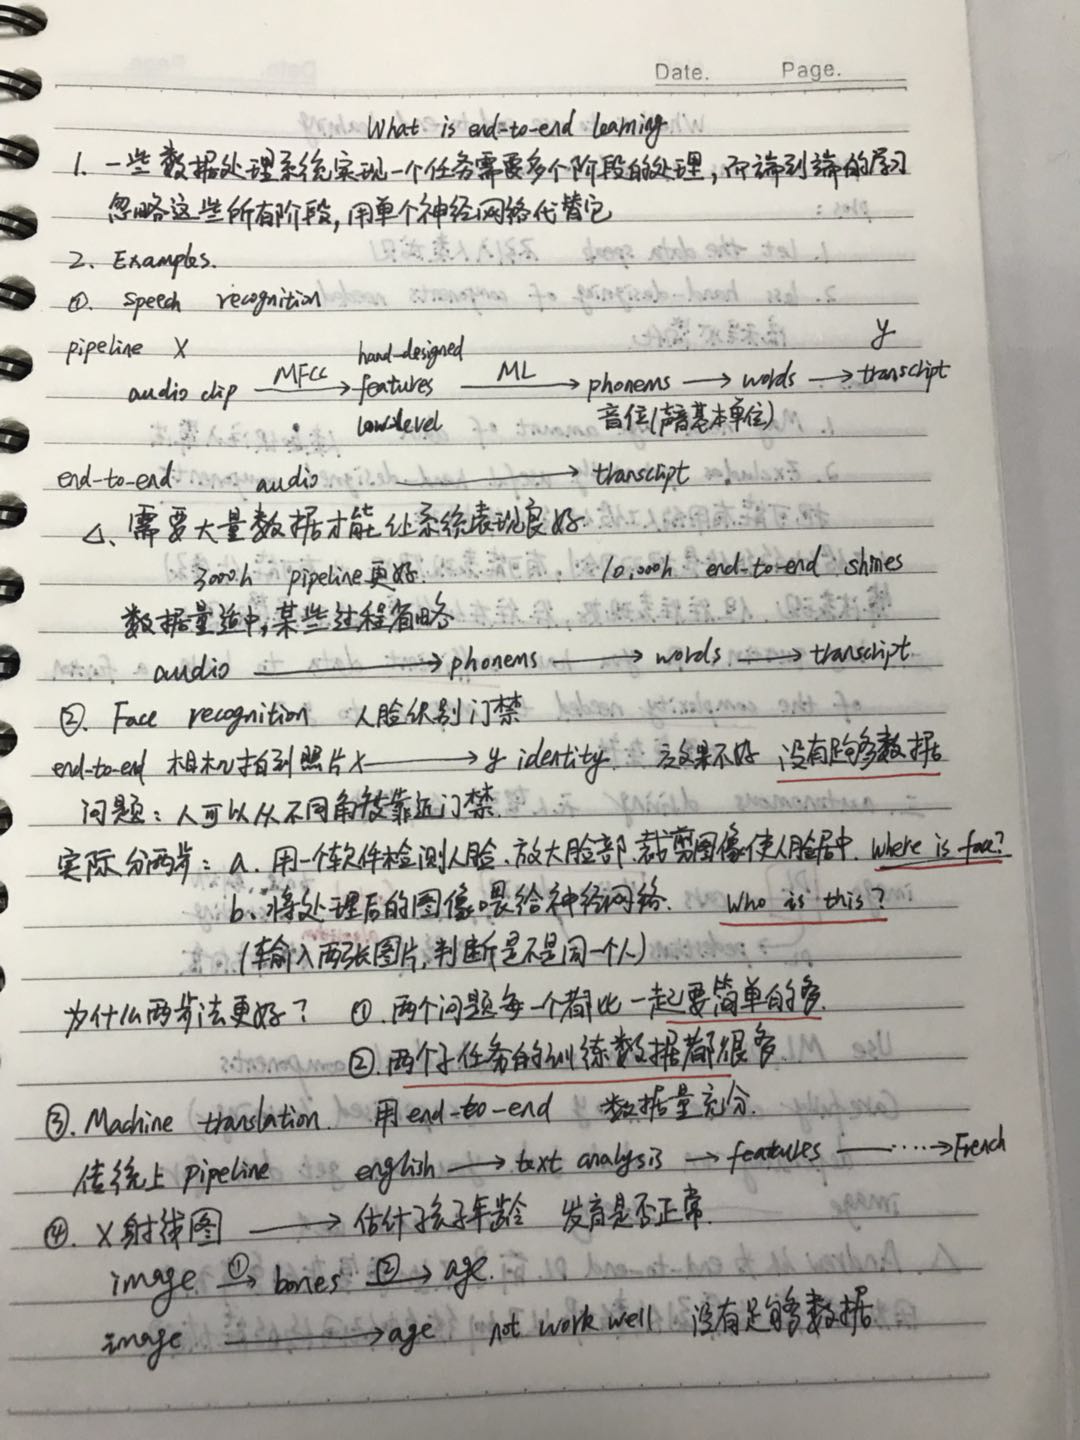 Date. Page.
What is end-to-end learning
1. 一些数据处理系统实现一个任务需要多个阶段的处理，而端到端的学习
忽略这些所有阶段，用单个神经网络代替它
2. Examples.
①. speech recognition
pipeline X hand-designed y
audio clip MFCC→ features ML→ phonems → words → transcript
low-level 音位(声音基本单位)
end-to-end audio → transcript
△、需要大量数据才能让系统表现良好
3000h pipeline更好. 10,000h end-to-end shines
数据量适中，某些过程省略
audio → phonems → words → transcript.
②. Face recognition 人脸识别门禁
end-to-end 相机拍到照片X → y identity. 效果不好 没有足够多数据
问题：人可以从不同角度靠近门禁.
实际分两步：a. 用一个软件检测人脸、放大脸部、裁剪图像使人脸居中. Where is face?
b、将处理后的图像喂给神经网络. Who is this?
(输入两张图片，判断是不是同一个人)
为什么两步法更好？ ①.两个问题每一个都比一起要简单的多.
②.两个子任务的训练数据都很多.
③. Machine translation. 用end-to-end 数据量充分.
传统上 pipeline english → text analysis → features → ····→ French
④. X射线图 → 估计孩子年龄 发育是否正常.
image ①→ bones ②→ age.
image → age not work well 没有足够多数据